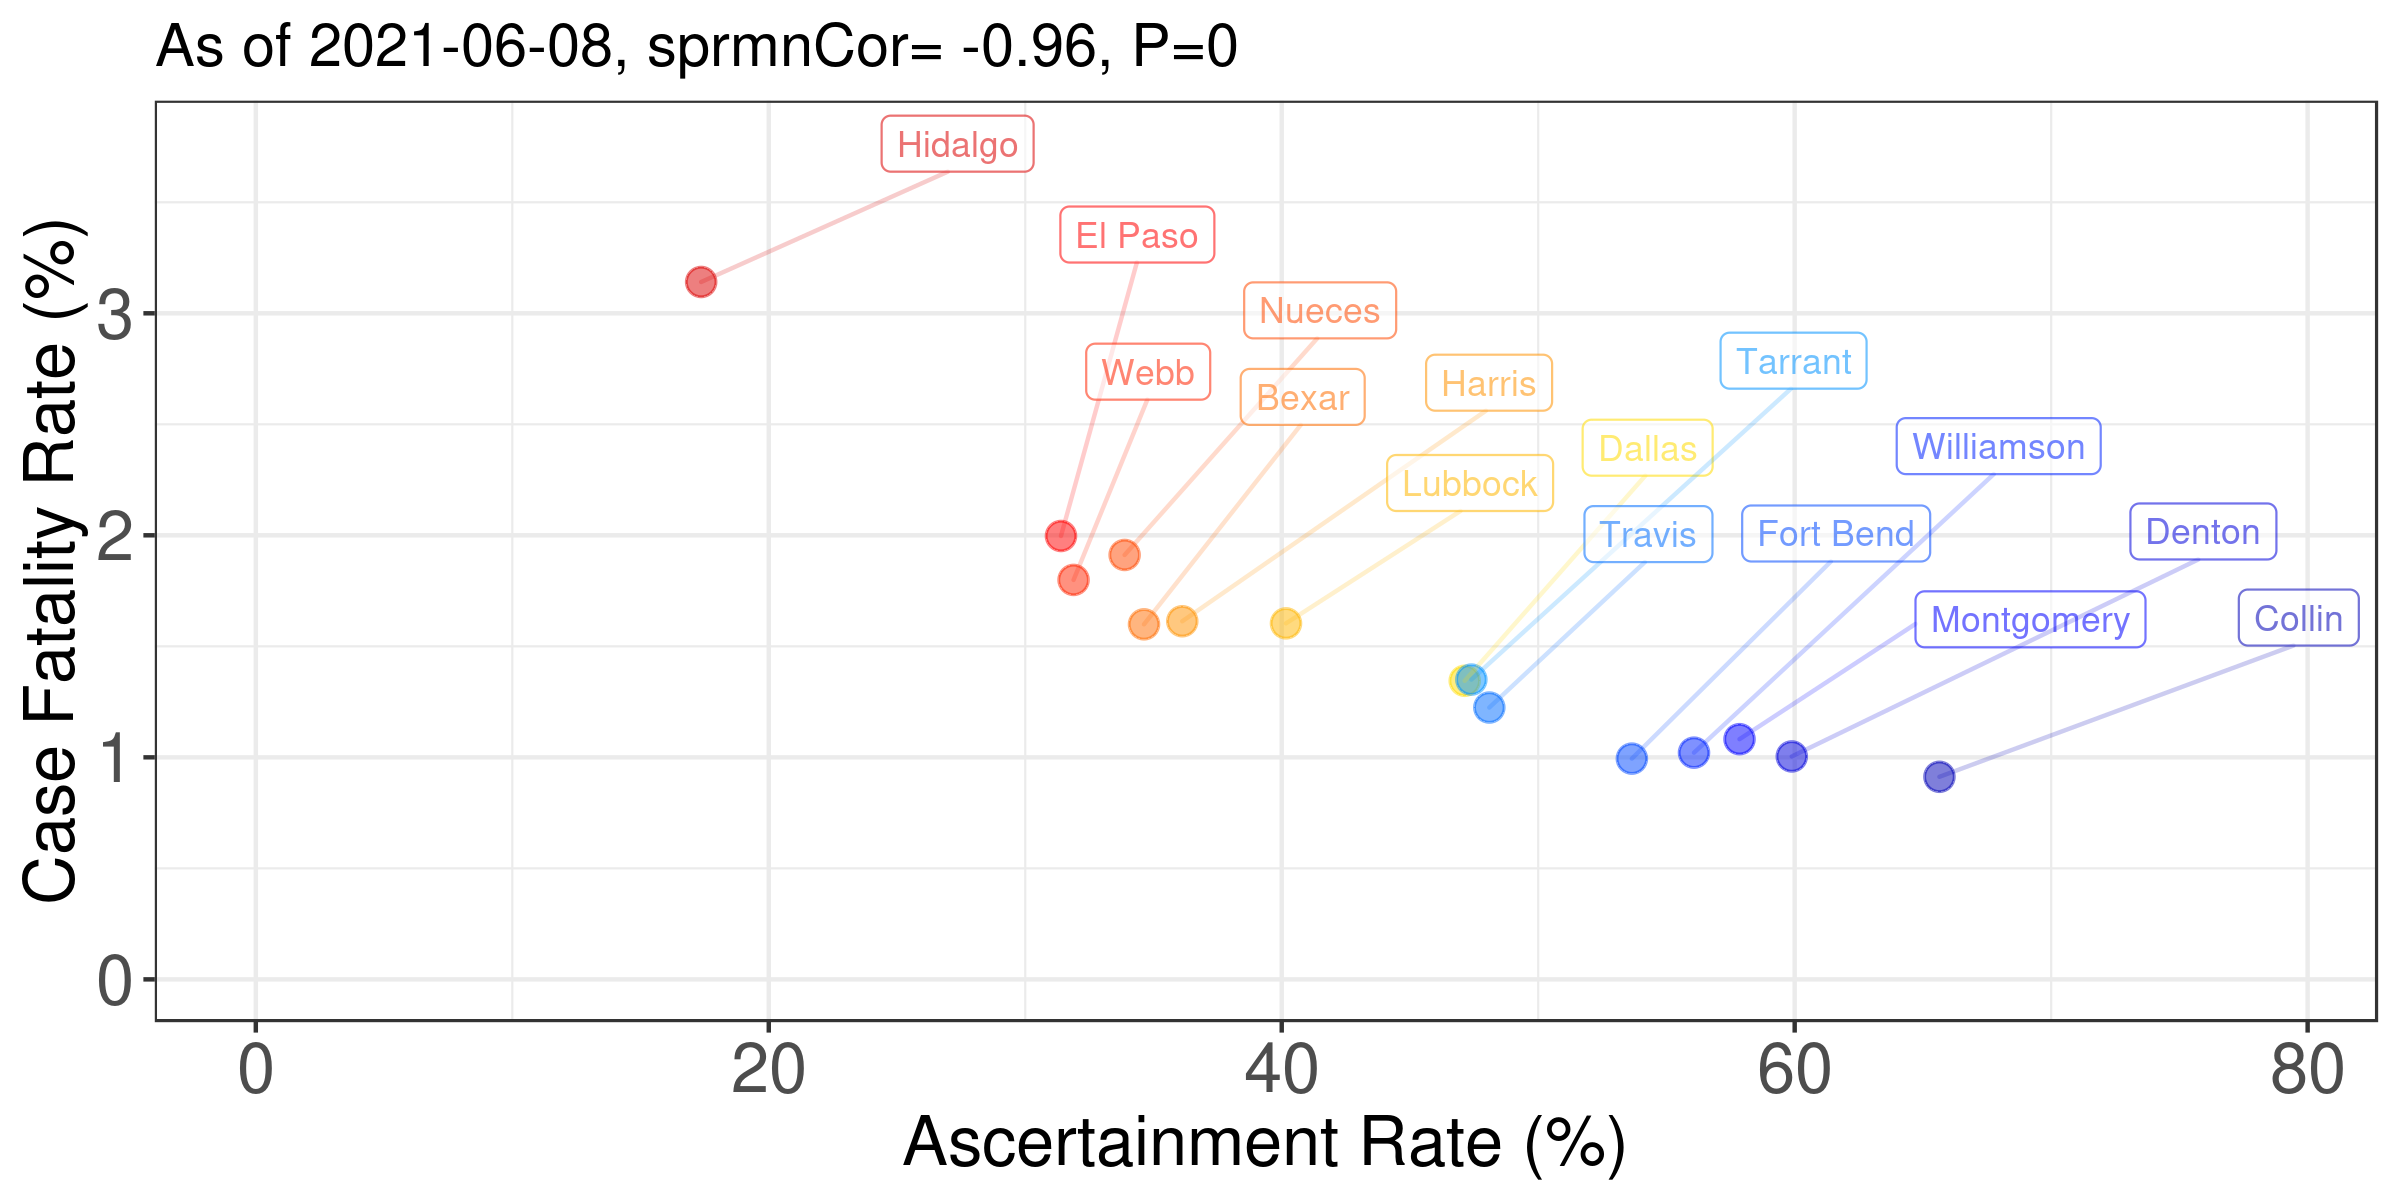 As of 2021-06-08, sprmnCor= -0.96, P=0
Case Fatality Rate (%)
3
2
1
0
Hidalgo
El Paso
Nueces
Webb
Bexar
Harris
Tarrant
Lubbock
Dallas
Williamson
Travis
Fort Bend
Denton
Montgomery
Collin
0 20 40 60 80
Ascertainment Rate (%)